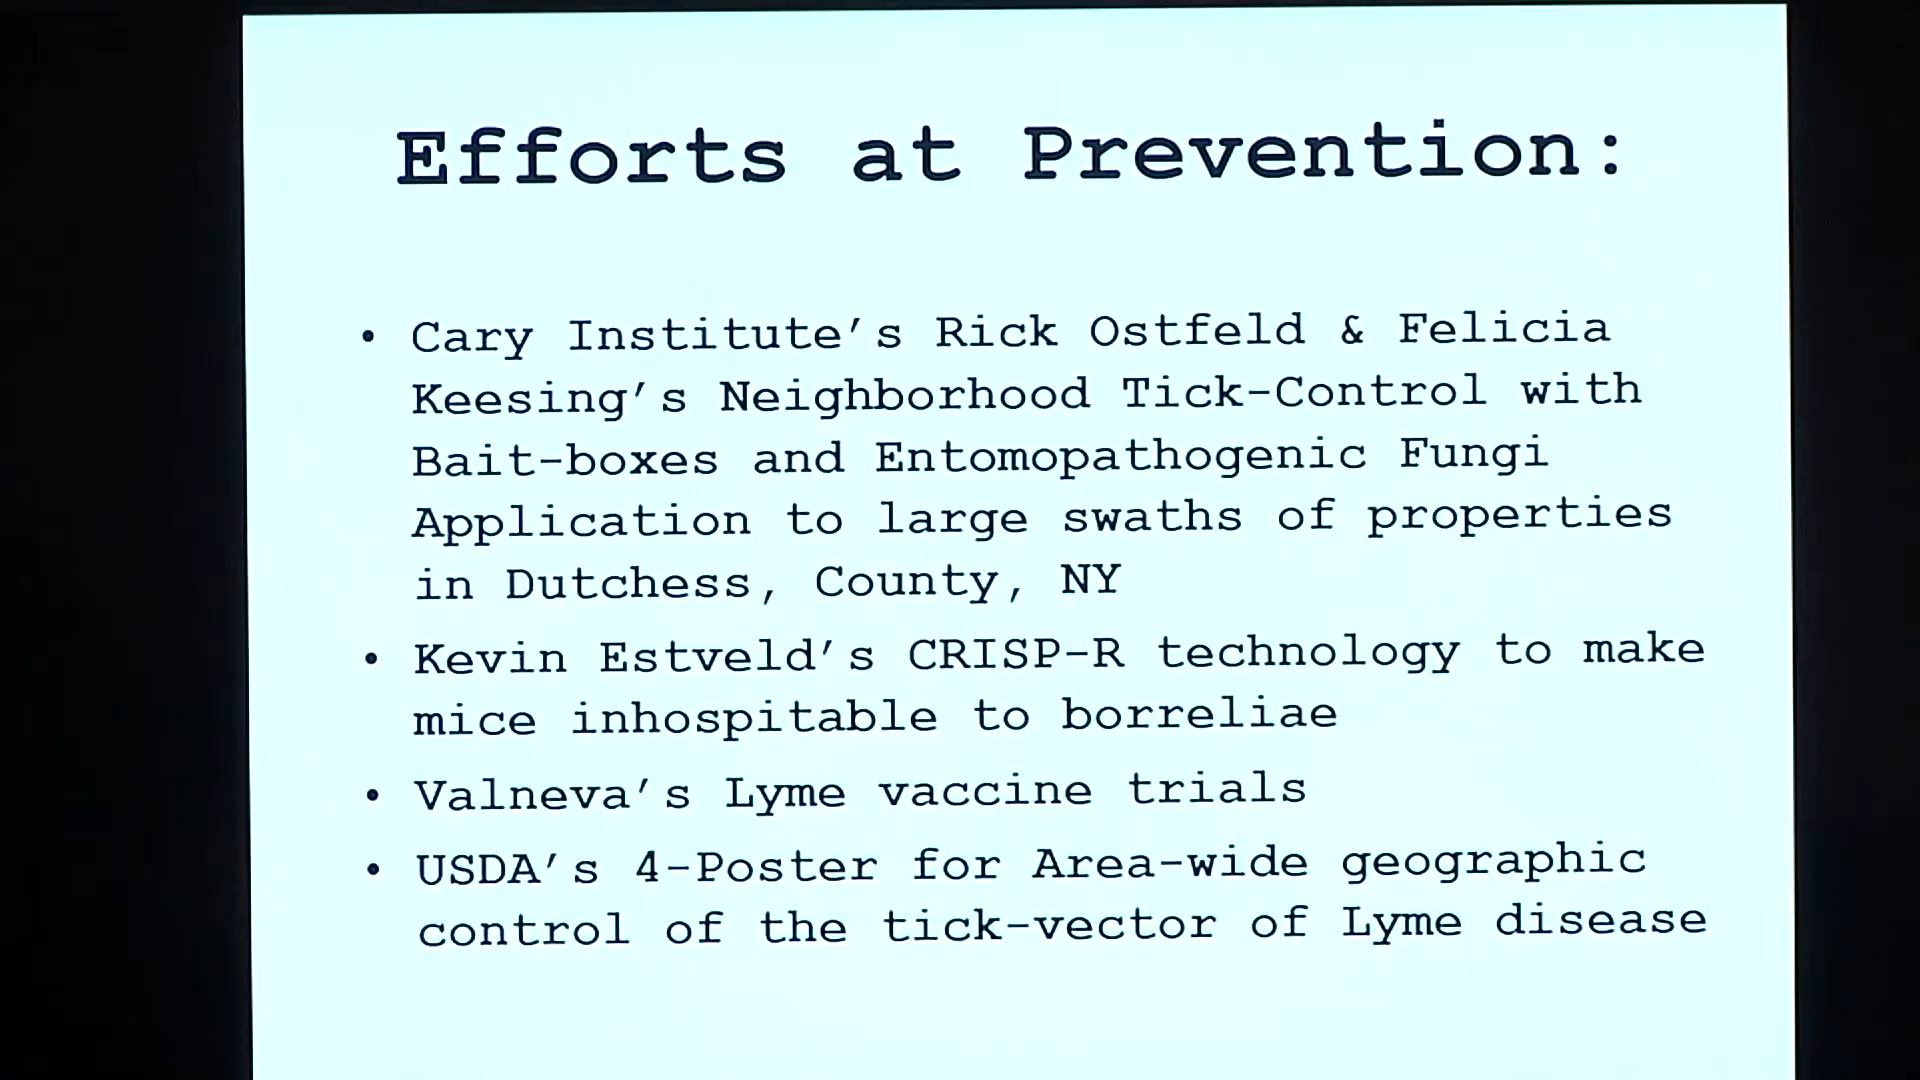 Efforts at Prevention:
• Cary Institute's Rick Ostfeld & Felicia
Keesing's Neighborhood Tick-Control with
Bait-boxes and Entomopathogenic Fungi
Application to large swaths of properties
in Dutchess, County, NY
• Kevin Estveld's CRISP-R technology to make
mice inhospitable to borreliae
• Valneva's Lyme vaccine trials
• USDA's 4-Poster for Area-wide geographic
control of the tick-vector of Lyme disease